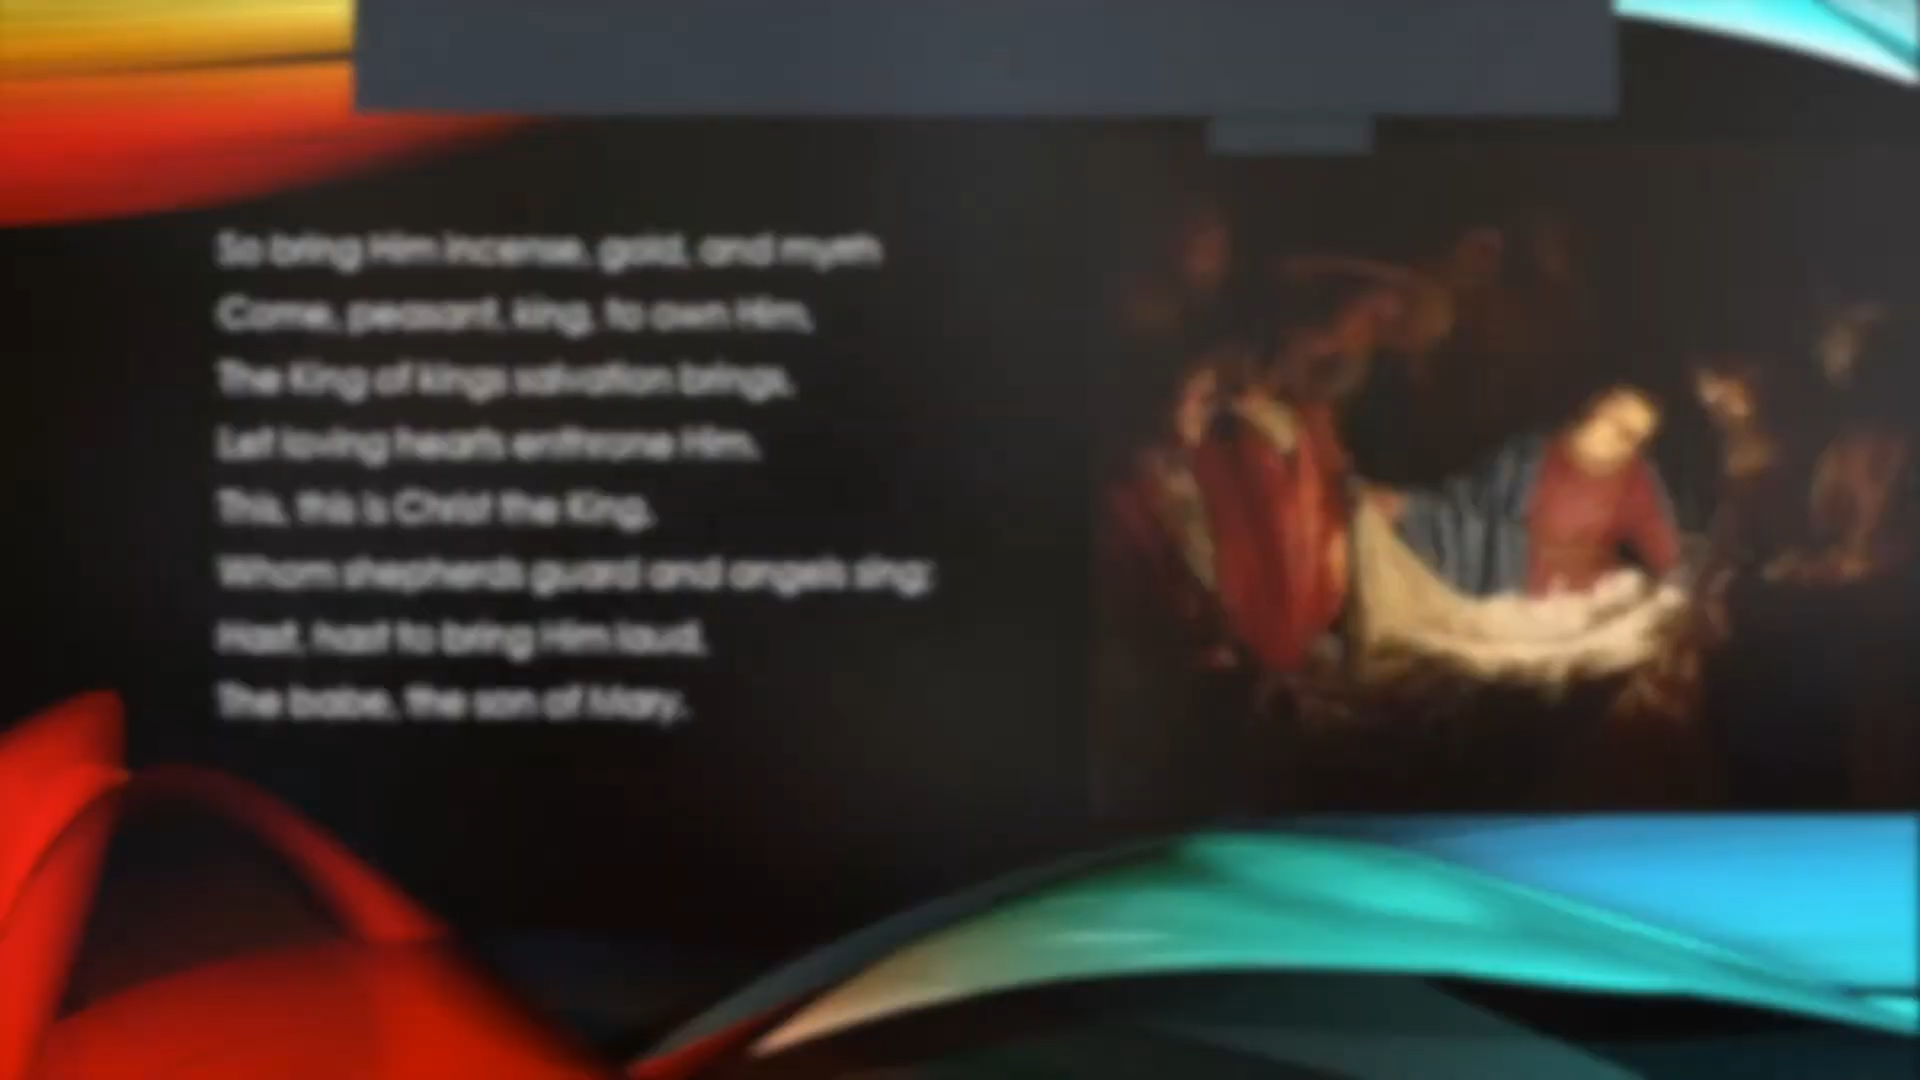 So bring Him incense, gold, and myrrh
Come, peasant, king, to own Him,
The King of kings salvation brings,
Let loving hearts enthrone Him.
This, this is Christ the King,
Whom shepherds guard and angels sing:
Hast, hast to bring Him laud,
The babe, the son of Mary.